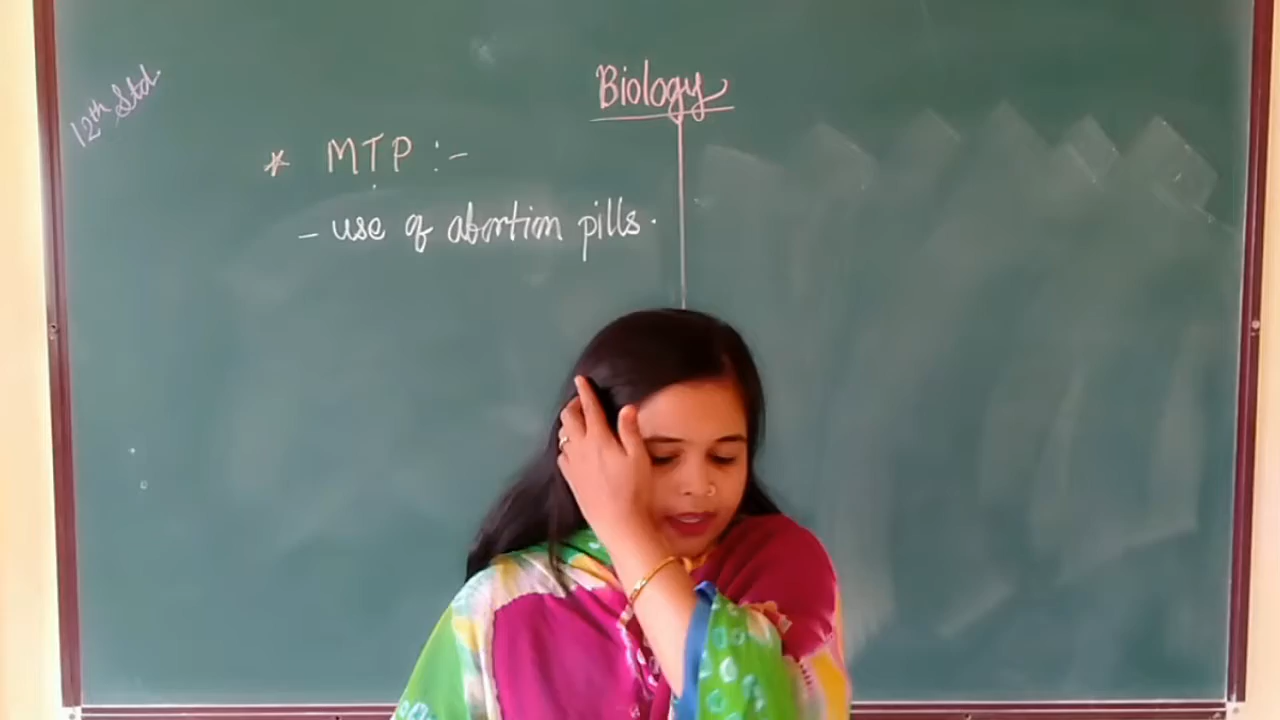 12th Std.
Biology
* MTP :-
- use of abortion pills.